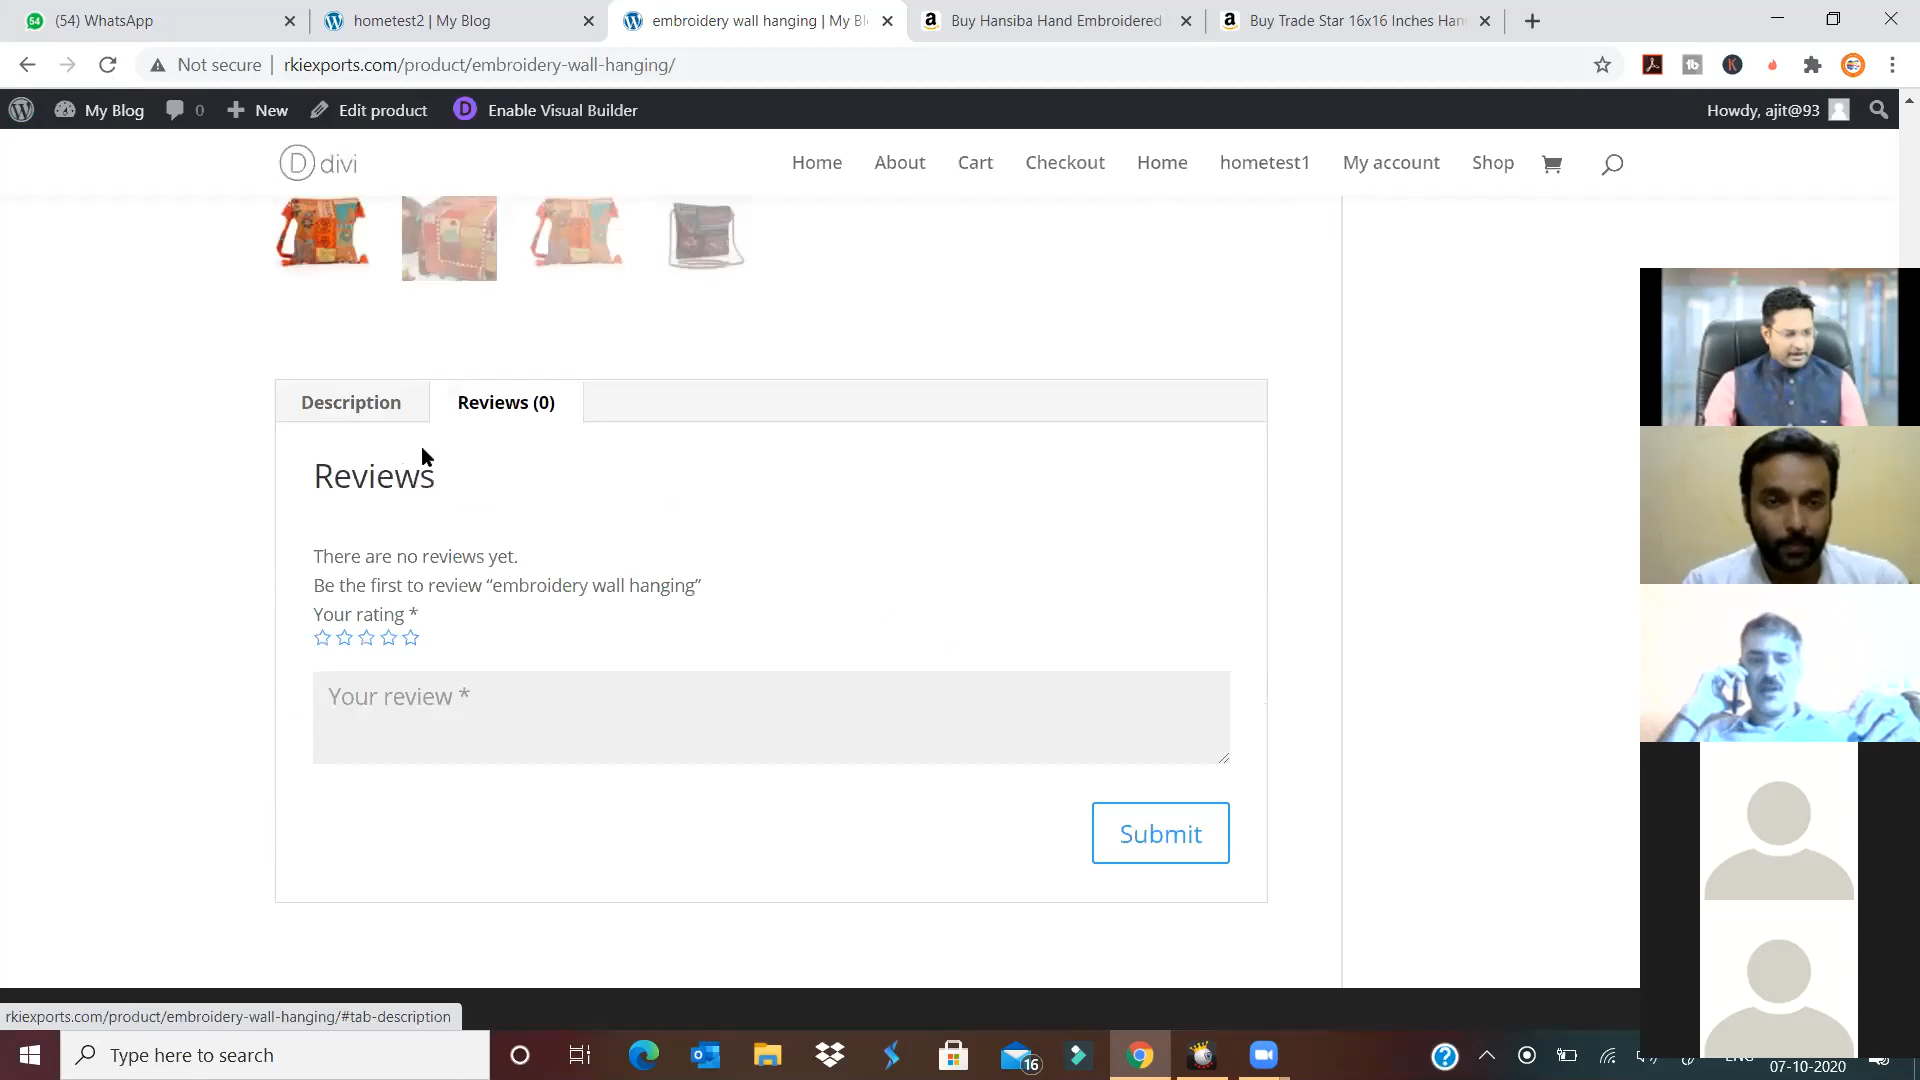 54
(54) WhatsApp
hometest2 | My Blog
embroidery wall hanging | My Bl
Buy Hansiba Hand Embroidered
Buy Trade Star 16x16 Inches Han
Not secure
rkiexports.com/product/embroidery-wall-hanging/
My Blog
0
New
Edit product
D
Enable Visual Builder
Howdy, ajit@93
D divi
Home
About
Cart
Checkout
Home
hometest1
My account
Shop
Description
Reviews (0)
Reviews
There are no reviews yet.
Be the first to review “embroidery wall hanging”
Your rating *
Your review *
Submit
rkiexports.com/product/embroidery-wall-hanging/#tab-description
Type here to search
16
07-10-2020